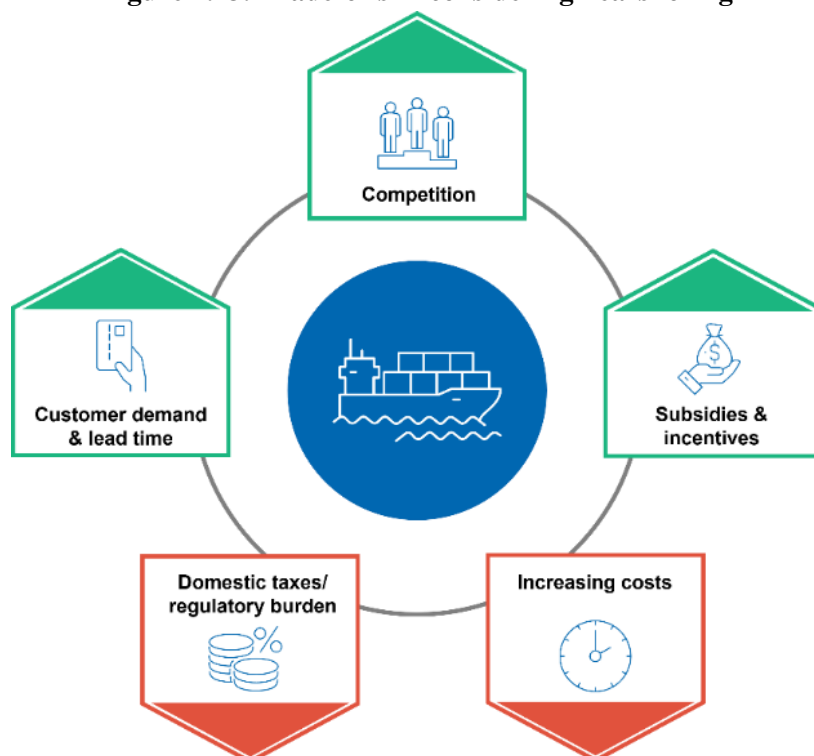 Competition
Customer demand
& lead time
Subsidies &
incentives
Domestic taxes/
regulatory burden
%
Increasing costs
$